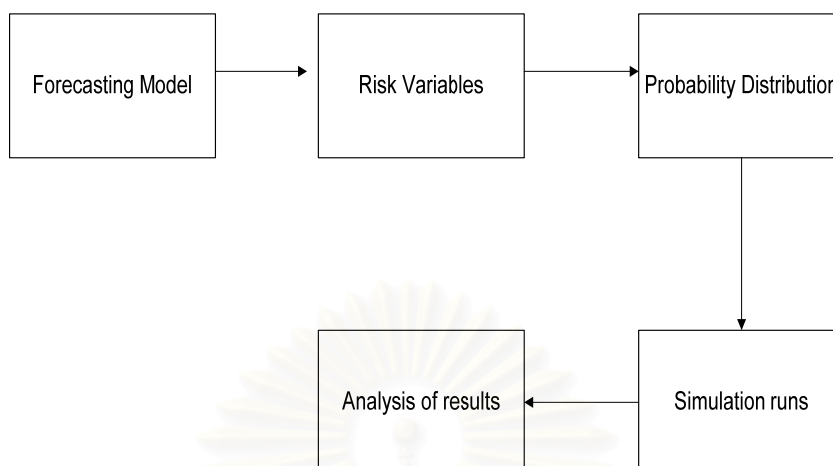 Forecasting Model
Risk Variables
Probability Distribution
Simulation runs
Analysis of results